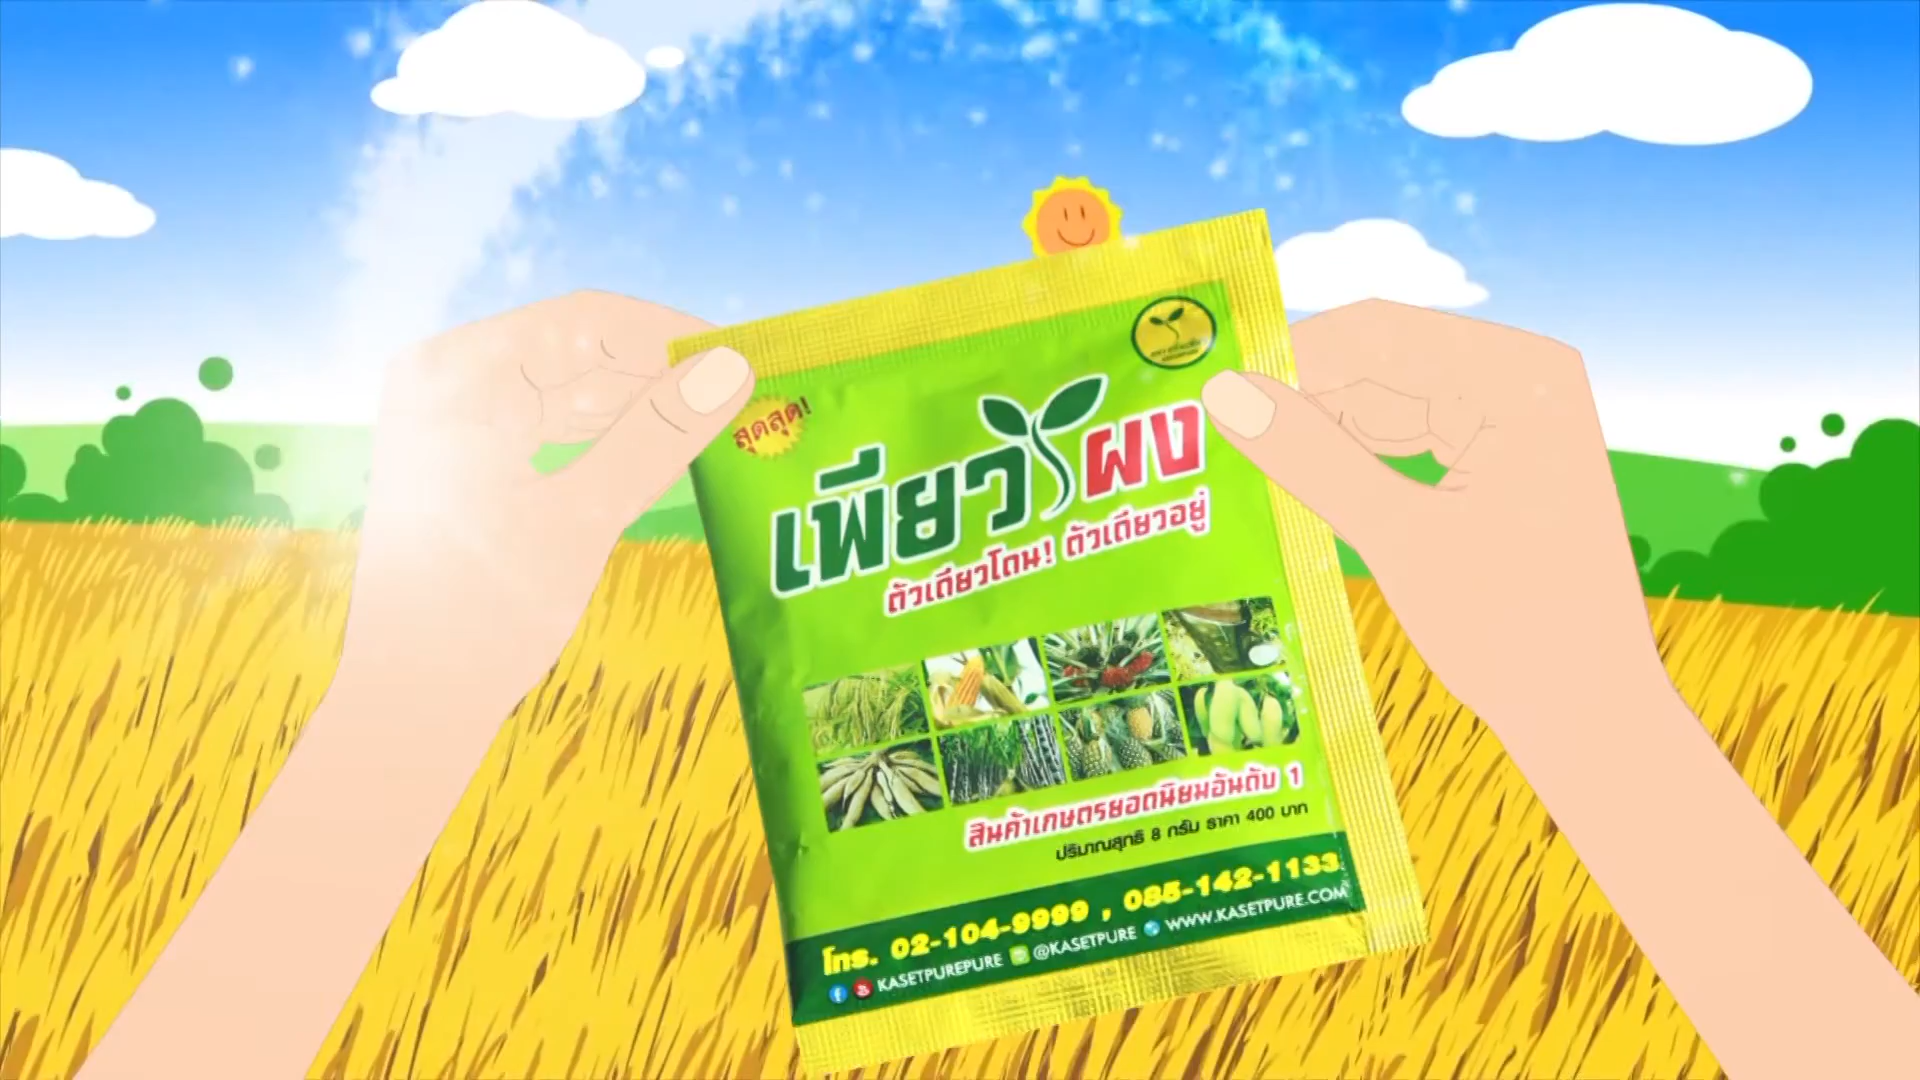 สุดสุด!
เพียวผง
ตัวเดียวโดน! ตัวเดียวอยู่
สินค้าเกษตรยอดนิยมอันดับ 1
ปริมาณสุทธิ 8 กรัม ราคา 400 บาท
โทร. 02-104-9999 , 085-142-1133
KASETPUREPURE @KASETPURE WWW.KASETPURE.COM